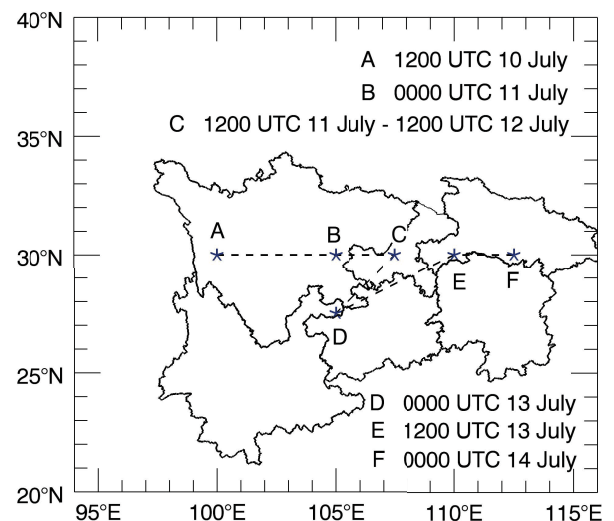 40°N
A 1200 UTC 10 July
B 0000 UTC 11 July
C 1200 UTC 11 July - 1200 UTC 12 July
35°N
A B C
30°N
E F
D
25°N
D 0000 UTC 13 July
E 1200 UTC 13 July
F 0000 UTC 14 July
20°N
95°E 100°E 105°E 110°E 115°E